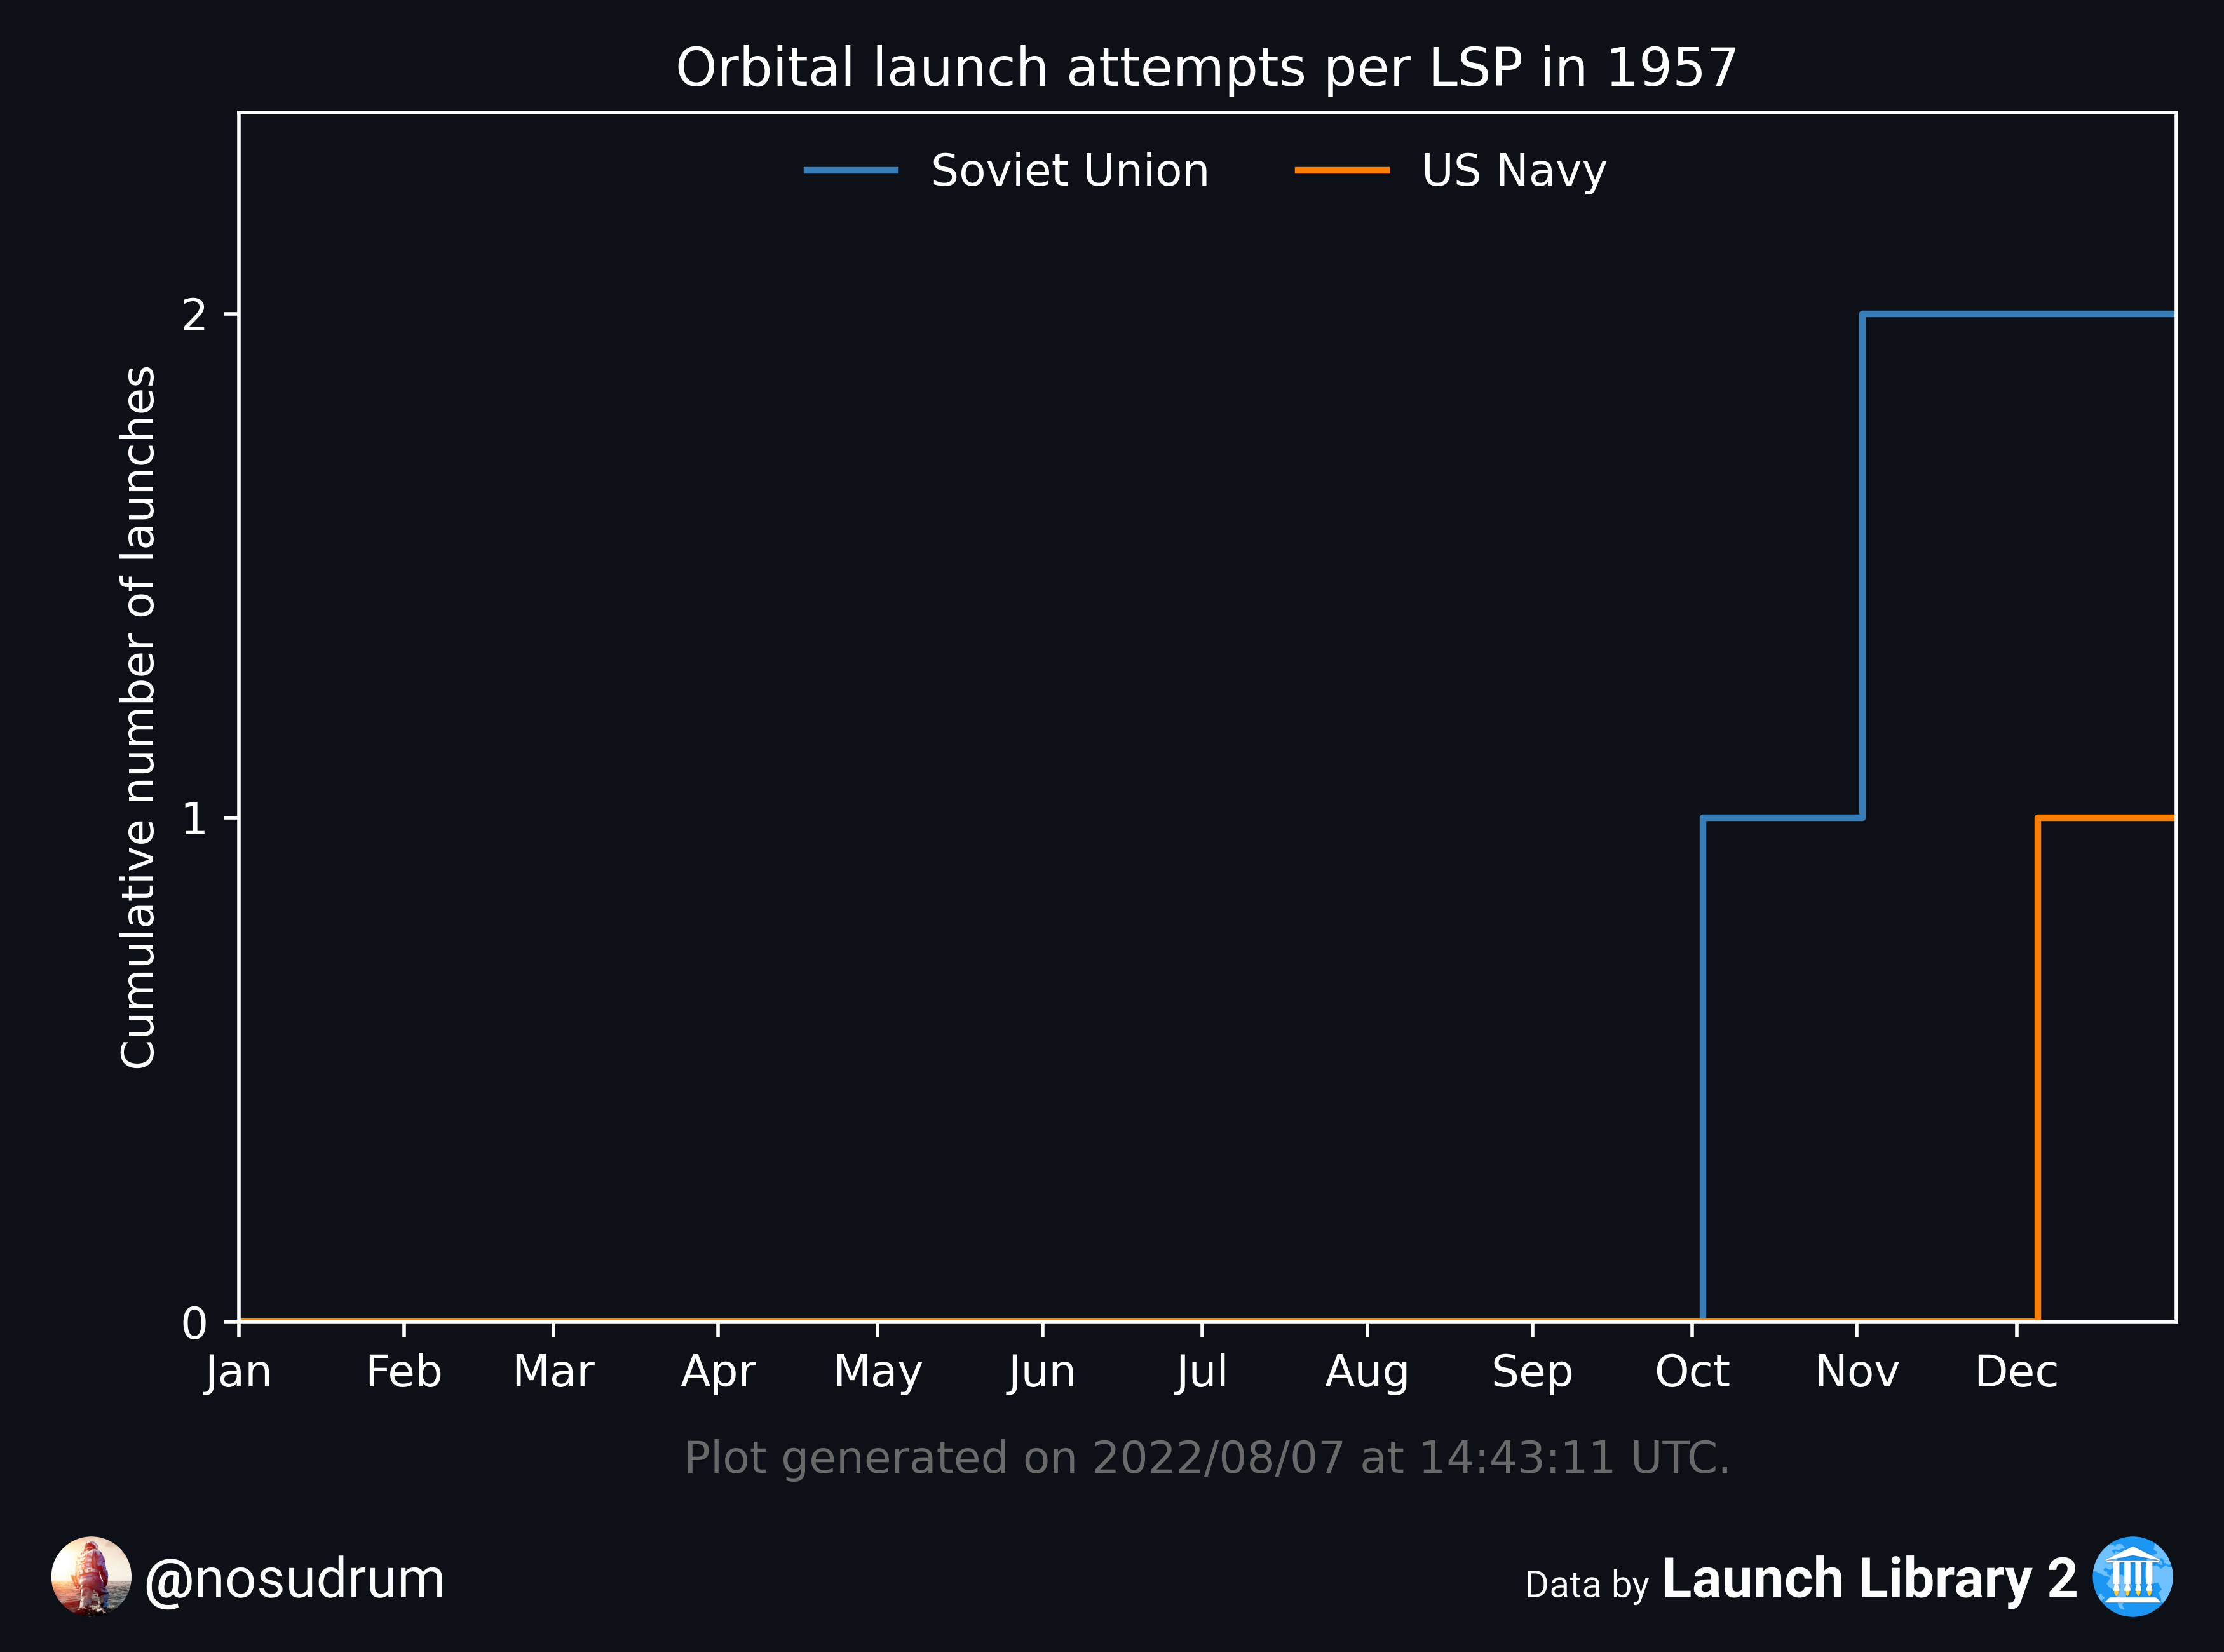 Orbital launch attempts per LSP in 1957
Soviet Union US Navy
Cumulative number of launches
2
1
0
Jan Feb Mar Apr May Jun Jul Aug Sep Oct Nov Dec
Plot generated on 2022/08/07 at 14:43:11 UTC.
@nosudrum
Data by Launch Library 2